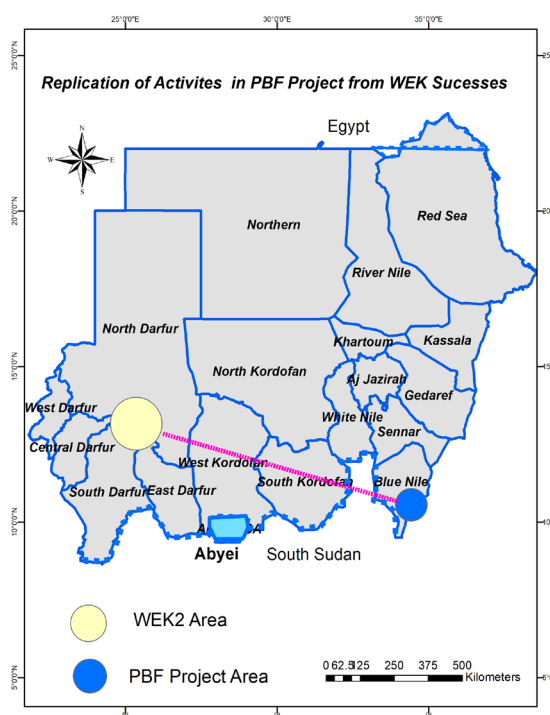 25°0'0"E
30°0'0"E
35°0'0"E
25°0'0"N
Replication of Activites in PBF Project from WEK Sucesses
N
W E
S
Egypt
20°0'0"N
Northern
Red Sea
River Nile
North Darfur
Khartoum
Kassala
15°0'0"N
North Kordofan
Aj Jazirah
Gedaref
West Darfur
White Nile
Sennar
Central Darfur
West Kordofan
South Darfur
East Darfur
South Kordofan
Blue Nile
10°0'0"N
Abyei
South Sudan
WEK2 Area
PBF Project Area
0 62.5 125 250 375 500
Kilometers
5°0'0"N